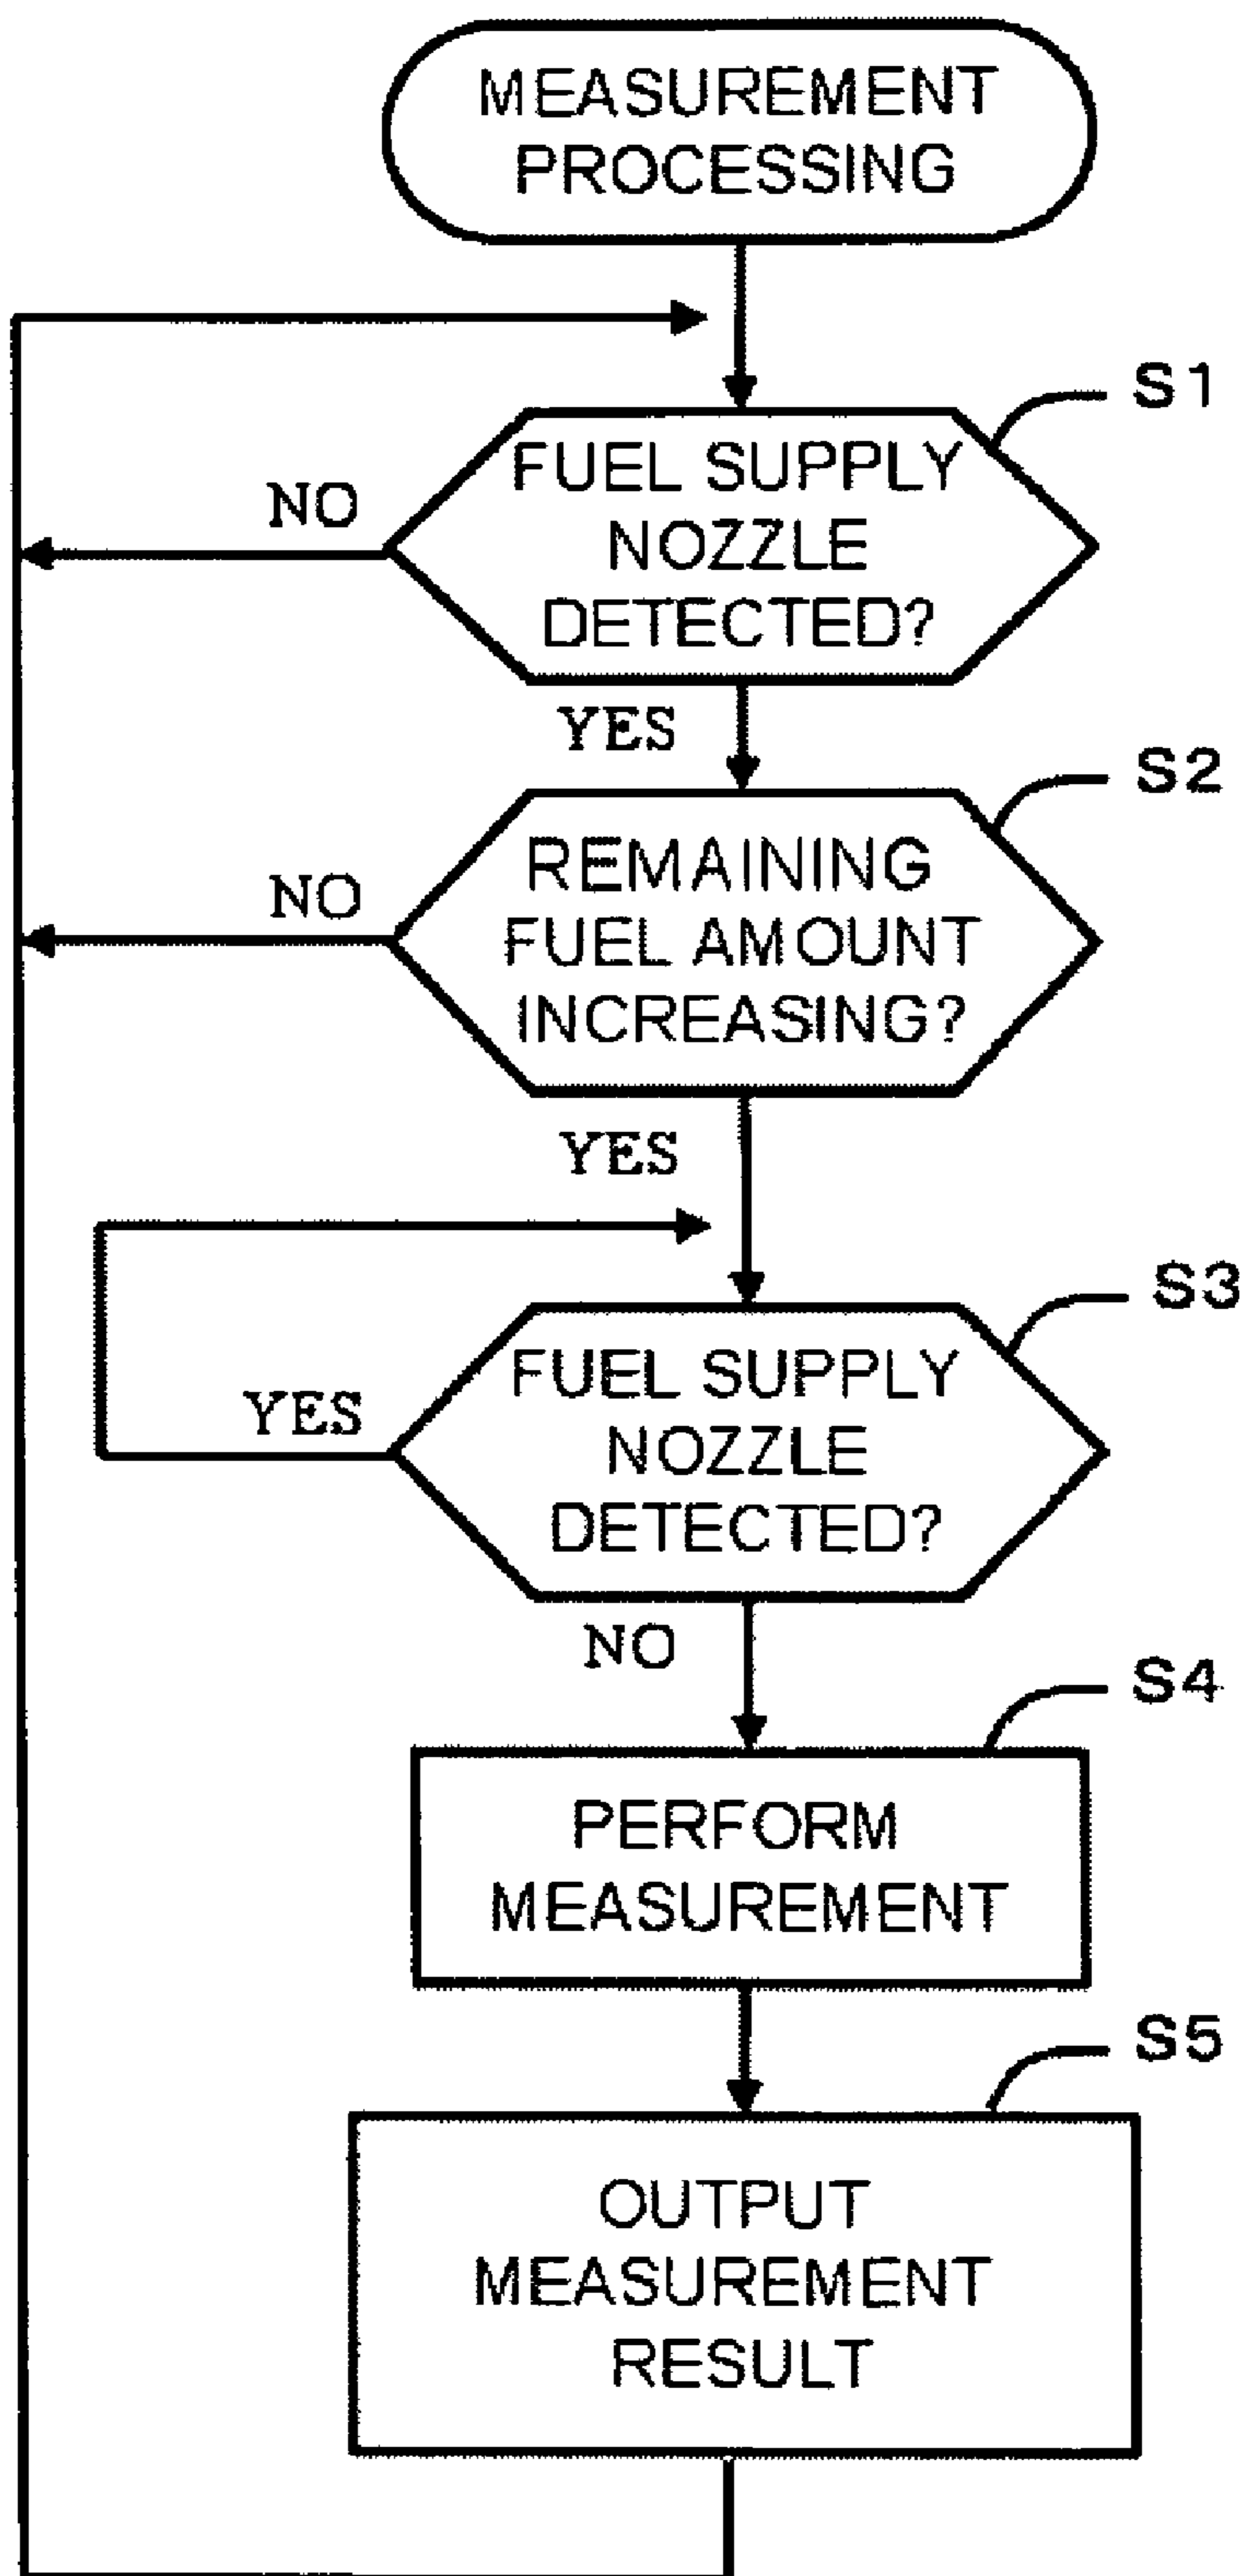 MEASUREMENT
PROCESSING
S1
FUEL SUPPLY
NOZZLE
DETECTED?
NO
YES
S2
REMAINING
FUEL AMOUNT
INCREASING?
NO
YES
S3
FUEL SUPPLY
NOZZLE
DETECTED?
YES
NO
S4
PERFORM
MEASUREMENT
S5
OUTPUT
MEASUREMENT
RESULT